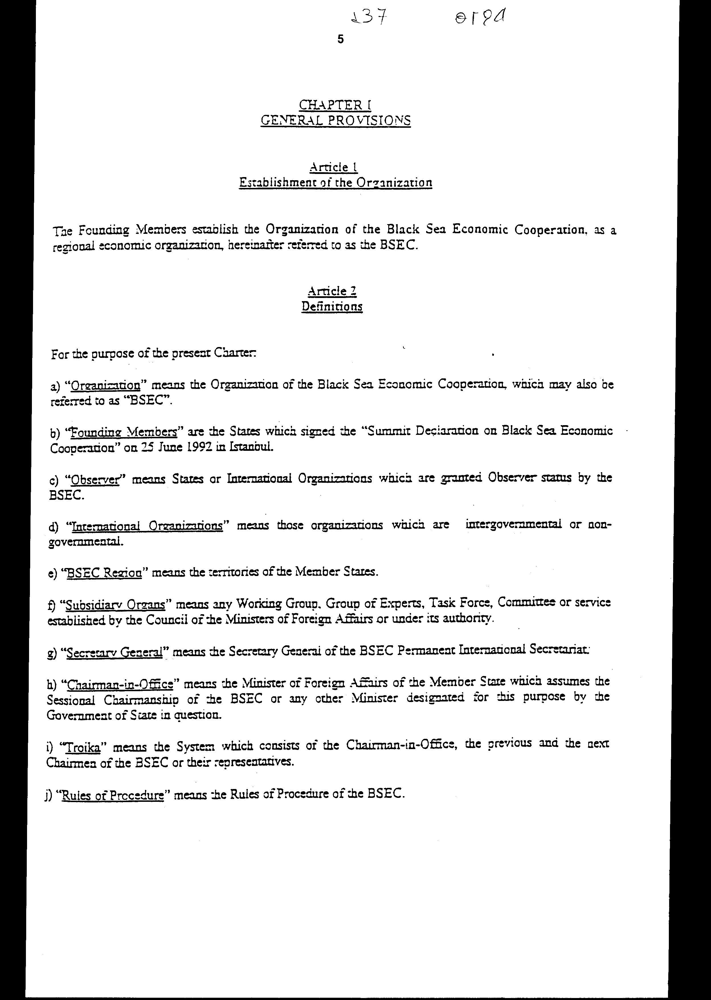 137
5
CHAPTER I
GENERAL PROVISIONS
Article 1
Establishment of the Organization
The Founding Members establish the Organization of the Black Sea Economic Cooperation, as a
regional economic organization, hereinafter referred to as the BSEC.
Article 2
Definitions
For the purpose of the present Charter:
a) “Organization” means the Organization of the Black Sea Economic Cooperation, which may also be
referred to as “BSEC”.
b) “Founding Members” are the States which signed the “Summit Declaration on Black Sea Economic
Cooperation” on 25 June 1992 in Istanbul.
c) “Observer” means States or International Organizations which are granted Observer status by the
BSEC.
d) “International Organizations” means those organizations which are intergovernmental or non-
governmental.
e) “BSEC Region” means the territories of the Member States.
f) “Subsidiary Organs” means any Working Group, Group of Experts, Task Force, Committee or service
established by the Council of the Ministers of Foreign Affairs or under its authority.
g) “Secretary General” means the Secretary General of the BSEC Permanent International Secretariat.
h) “Chairman-in-Office” means the Minister of Foreign Affairs of the Member State which assumes the
Sessional Chairmanship of the BSEC or any other Minister designated for this purpose by the
Government of State in question.
i) “Troika” means the System which consists of the Chairman-in-Office, the previous and the next
Chairmen of the BSEC or their representatives.
j) “Rules of Procedure” means the Rules of Procedure of the BSEC.